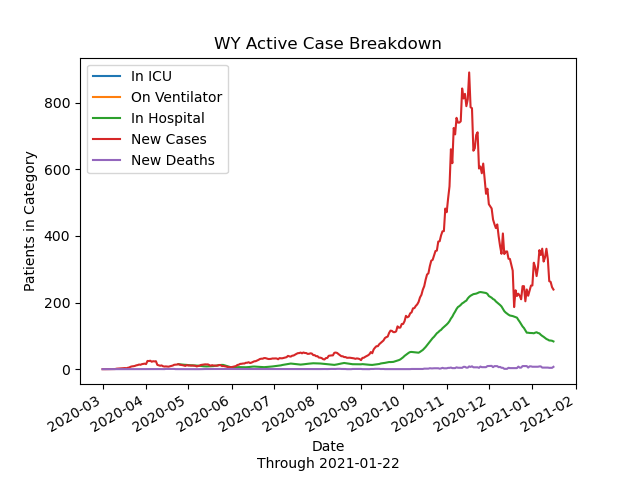 WY Active Case Breakdown
In ICU
On Ventilator
In Hospital
New Cases
New Deaths
Patients in Category
800
600
400
200
0
2020-03
2020-04
2020-05
2020-06
2020-07
2020-08
2020-09
2020-10
2020-11
2020-12
2021-01
2021-02
Date
Through 2021-01-22